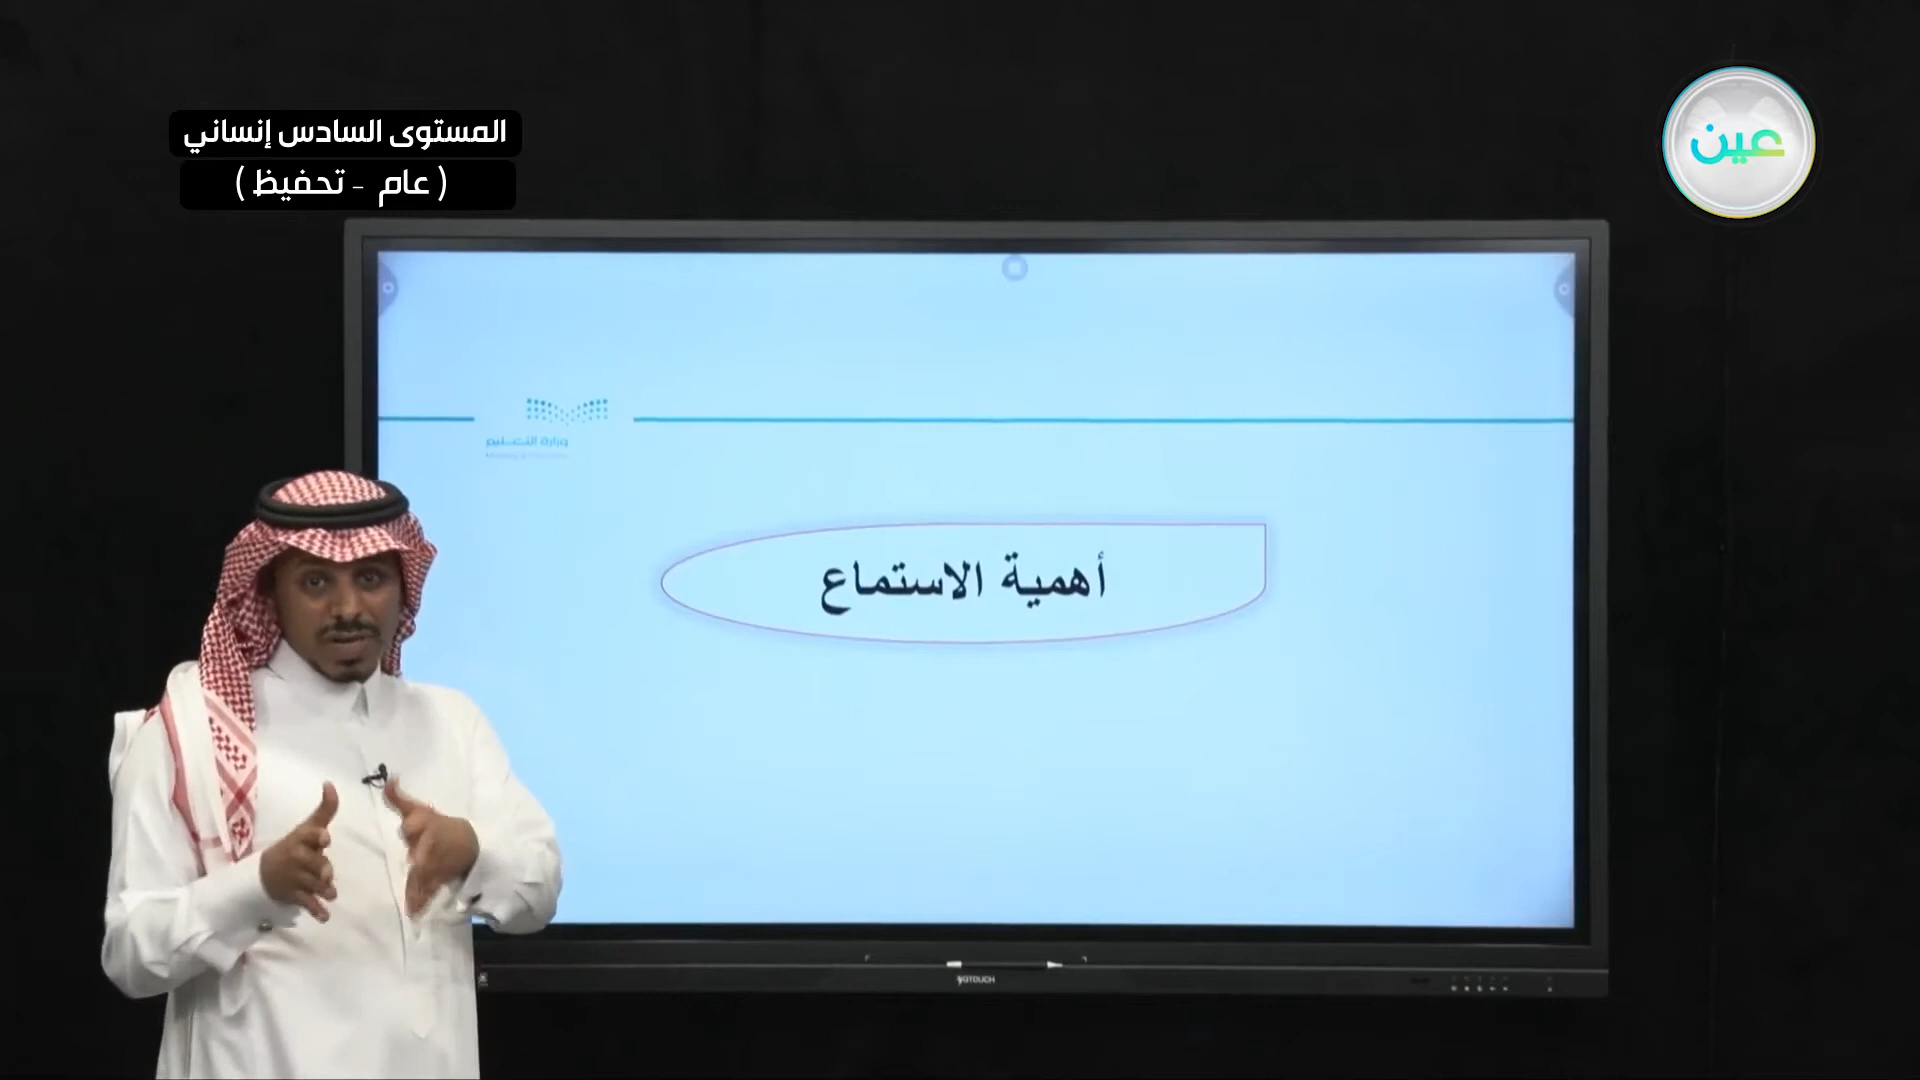 المستوى السادس إنساني
( عام - تحفيظ )
عين
وزارة التعليم
أهمية الاستماع